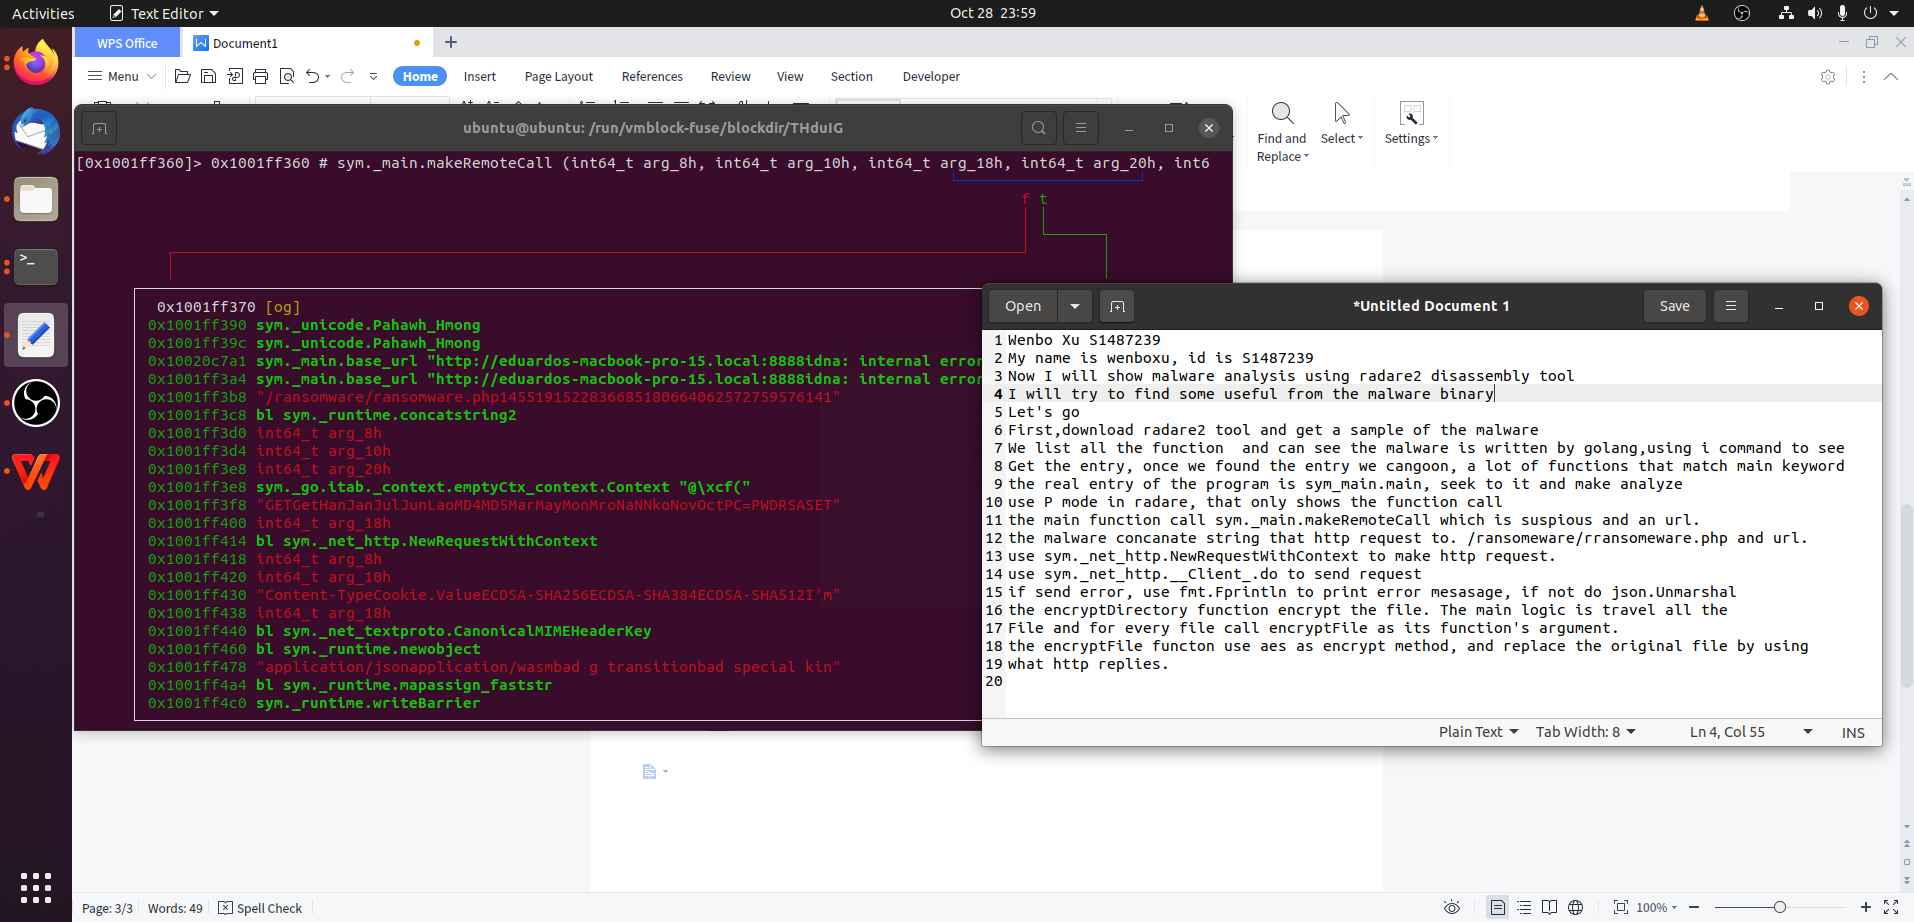 Activities
Text Editor
Oct 28 23:59
WPS Office
Document1
Menu
Home
Insert
Page Layout
References
Review
View
Section
Developer
Find and
Replace
Select
Settings
ubuntu@ubuntu: /run/vmblock-fuse/blockdir/THduIG
[0x1001ff360]> 0x1001ff360 # sym._main.makeRemoteCall (int64_t arg_8h, int64_t arg_10h, int64_t arg_18h, int64_t arg_20h, int6
f t
0x1001ff370 [og]
0x1001ff390 sym._unicode.Pahawh_Hmong
0x1001ff39c sym._unicode.Pahawh_Hmong
0x10020c7a1 sym._main.base_url "http://eduardos-macbook-pro-15.local:8888idna: internal error
0x1001ff3a4 sym._main.base_url "http://eduardos-macbook-pro-15.local:8888idna: internal error
0x1001ff3b8 "/ransomware/ransomware.php14551915228366851806640625727595​76141"
0x1001ff3c8 bl sym._runtime.concatstring2
0x1001ff3d0 int64_t arg_8h
0x1001ff3d4 int64_t arg_10h
0x1001ff3e8 int64_t arg_20h
0x1001ff3e8 sym._go.itab._context.emptyCtx_context.Context "@\xcf("
0x1001ff3f8 "GETGetHanJanJulJunLaoMD4MD5MarMayMonMroNaNNkoNovOctPC=PWDRSASET"
0x1001ff400 int64_t arg_18h
0x1001ff414 bl sym._net_http.NewRequestWithContext
0x1001ff418 int64_t arg_8h
0x1001ff420 int64_t arg_10h
0x1001ff430 "Content-TypeCookie.ValueECDSA-SHA256ECDSA-SHA384ECDSA-SHA512I'm"
0x1001ff438 int64_t arg_18h
0x1001ff440 bl sym._net_textproto.CanonicalMIMEHeaderKey
0x1001ff460 bl sym._runtime.newobject
0x1001ff478 "application/jsonapplication/wasmbad g transitionbad special kin"
0x1001ff4a4 bl sym._runtime.mapassign_faststr
0x1001ff4c0 sym._runtime.writeBarrier
Open
*Untitled Document 1
Save
1 Wenbo Xu S1487239
2 My name is wenboxu, id is S1487239
3 Now I will show malware analysis using radare2 disassembly tool
4 I will try to find some useful from the malware binary
5 Let's go
6 First,download radare2 tool and get a sample of the malware
7 We list all the function  and can see the malware is written by golang,using i command to see
8 Get the entry, once we found the entry we cangoon, a lot of functions that match main keyword
9 the real entry of the program is sym_main.main, seek to it and make analyze
10 use P mode in radare, that only shows the function call
11 the main function call sym._main.makeRemoteCall which is suspious and an url.
12 the malware concanate string that http request to. /ransomeware/rransomeware.php and url.
13 use sym._net_http.NewRequestWithContext to make http request.
14 use sym._net_http.__Client_.do to send request
15 if send error, use fmt.Fprintln to print error mesasage, if not do json.Unmarshal
16 the encryptDirectory function encrypt the file. The main logic is travel all the
17 File and for every file call encryptFile as its function's argument.
18 the encryptFile functon use aes as encrypt method, and replace the original file by using
19 what http replies.
20
Plain Text
Tab Width: 8
Ln 4, Col 55
INS
Page: 3/3
Words: 49
Spell Check
100%